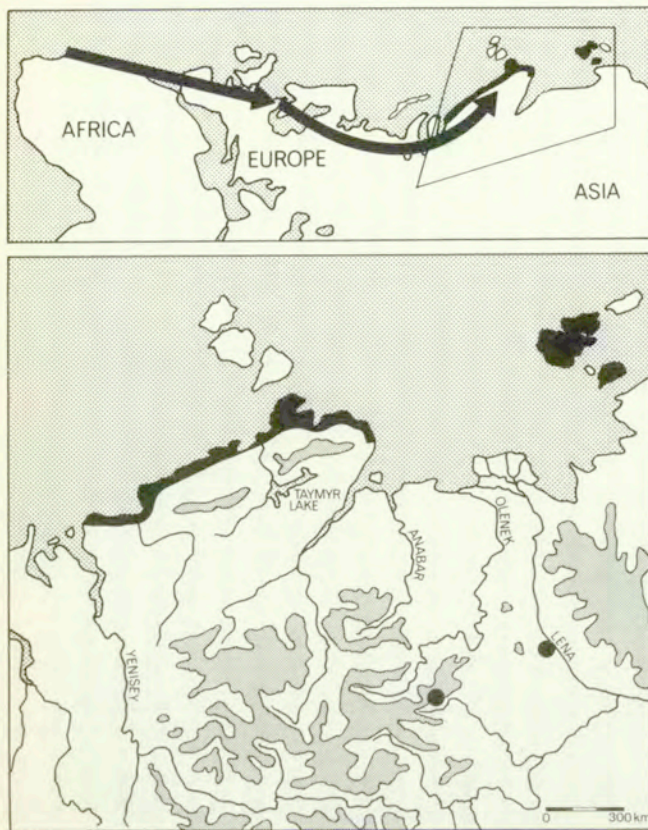 AFRICA
EUROPE
ASIA
TAYMYR
LAKE
ANABAR
OLENEK
LENA
YENISEY
0 300 km